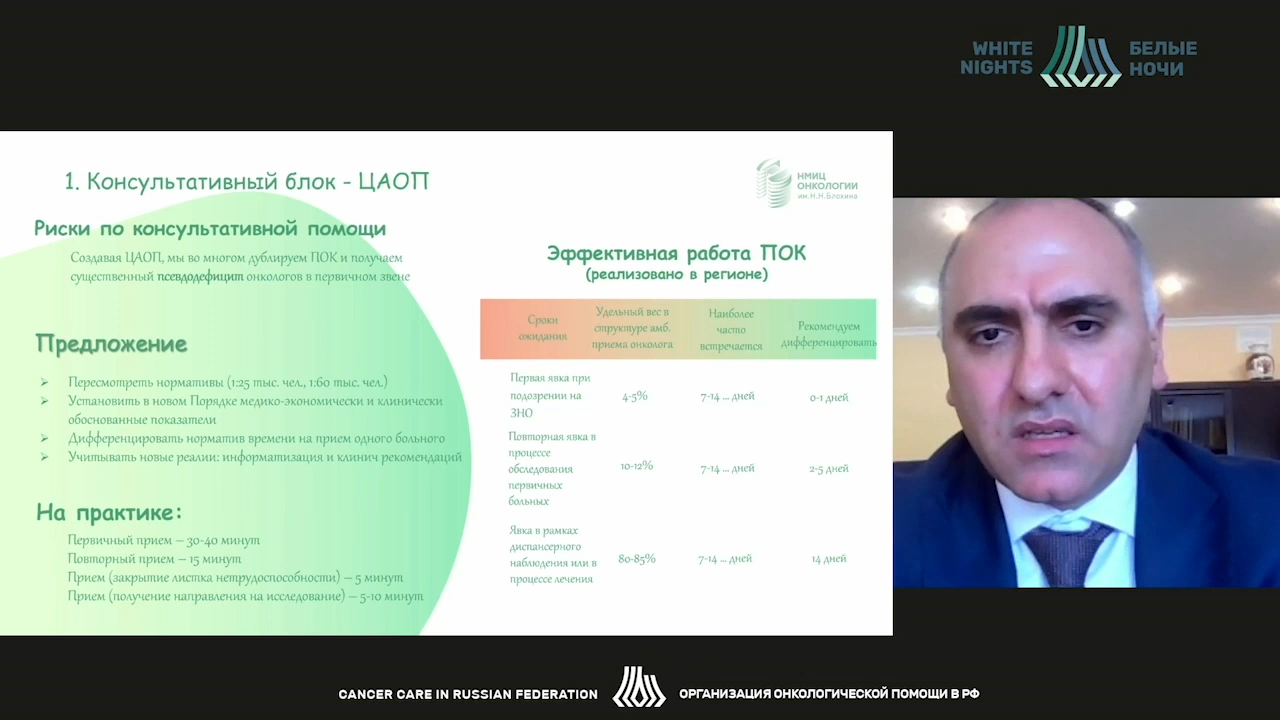 WHITE
NIGHTS
БЕЛЫЕ
НОЧИ
1. Консультативный блок - ЦАОП
НМИЦ
ОНКОЛОГИИ
им.Н.Н.Блохина
Риски по консультативной помощи
Создавая ЦАОП, мы во многом дублируем ПОК и получаем
существенный псевдодефицит онкологов в первичном звене
Предложение
Пересмотреть нормативы (1:25 тыс. чел., 1:60 тыс. чел.)
Установить в новом Порядке медико-экономически и клинически
обоснованные показатели
Дифференцировать норматив времени на прием одного больного
Учитывать новые реалии: информатизация и клинич рекомендаций
На практике:
Первичный прием – 30-40 минут
Повторный прием – 15 минут
Прием (закрытие листка нетрудоспособности) – 5 минут
Прием (получение направления на исследование) – 5-10 минут
Эффективная работа ПОК
(реализовано в регионе)
Сроки
ожидания
Удельный вес в
структуре амб.
приема онколога
Наиболее
часто
встречается
Рекомендуем
дифференцировать
Первая явка при
подозрении на
ЗНО
4-5%
7-14 ... дней
0-1 дней
Повторная явка в
процессе
обследования
первичных
больных
10-12%
7-14 ... дней
2-5 дней
Явка в рамках
диспансерного
наблюдения или в
процессе лечения
80-85%
7-14 ... дней
14 дней
CANCER CARE IN RUSSIAN FEDERATION
ОРГАНИЗАЦИЯ ОНКОЛОГИЧЕСКОЙ ПОМОЩИ В РФ